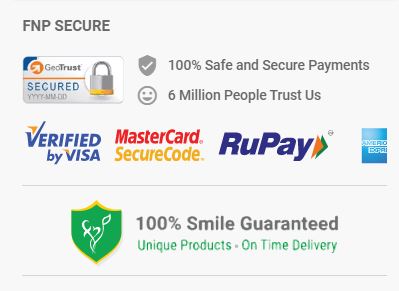 FNP SECURE
GeoTrust
SECURED
YYYY-MM-DD
100% Safe and Secure Payments
6 Million People Trust Us
VERIFIED
by VISA
MasterCard
SecureCode.
RuPay
100% Smile Guaranteed
Unique Products - On Time Delivery